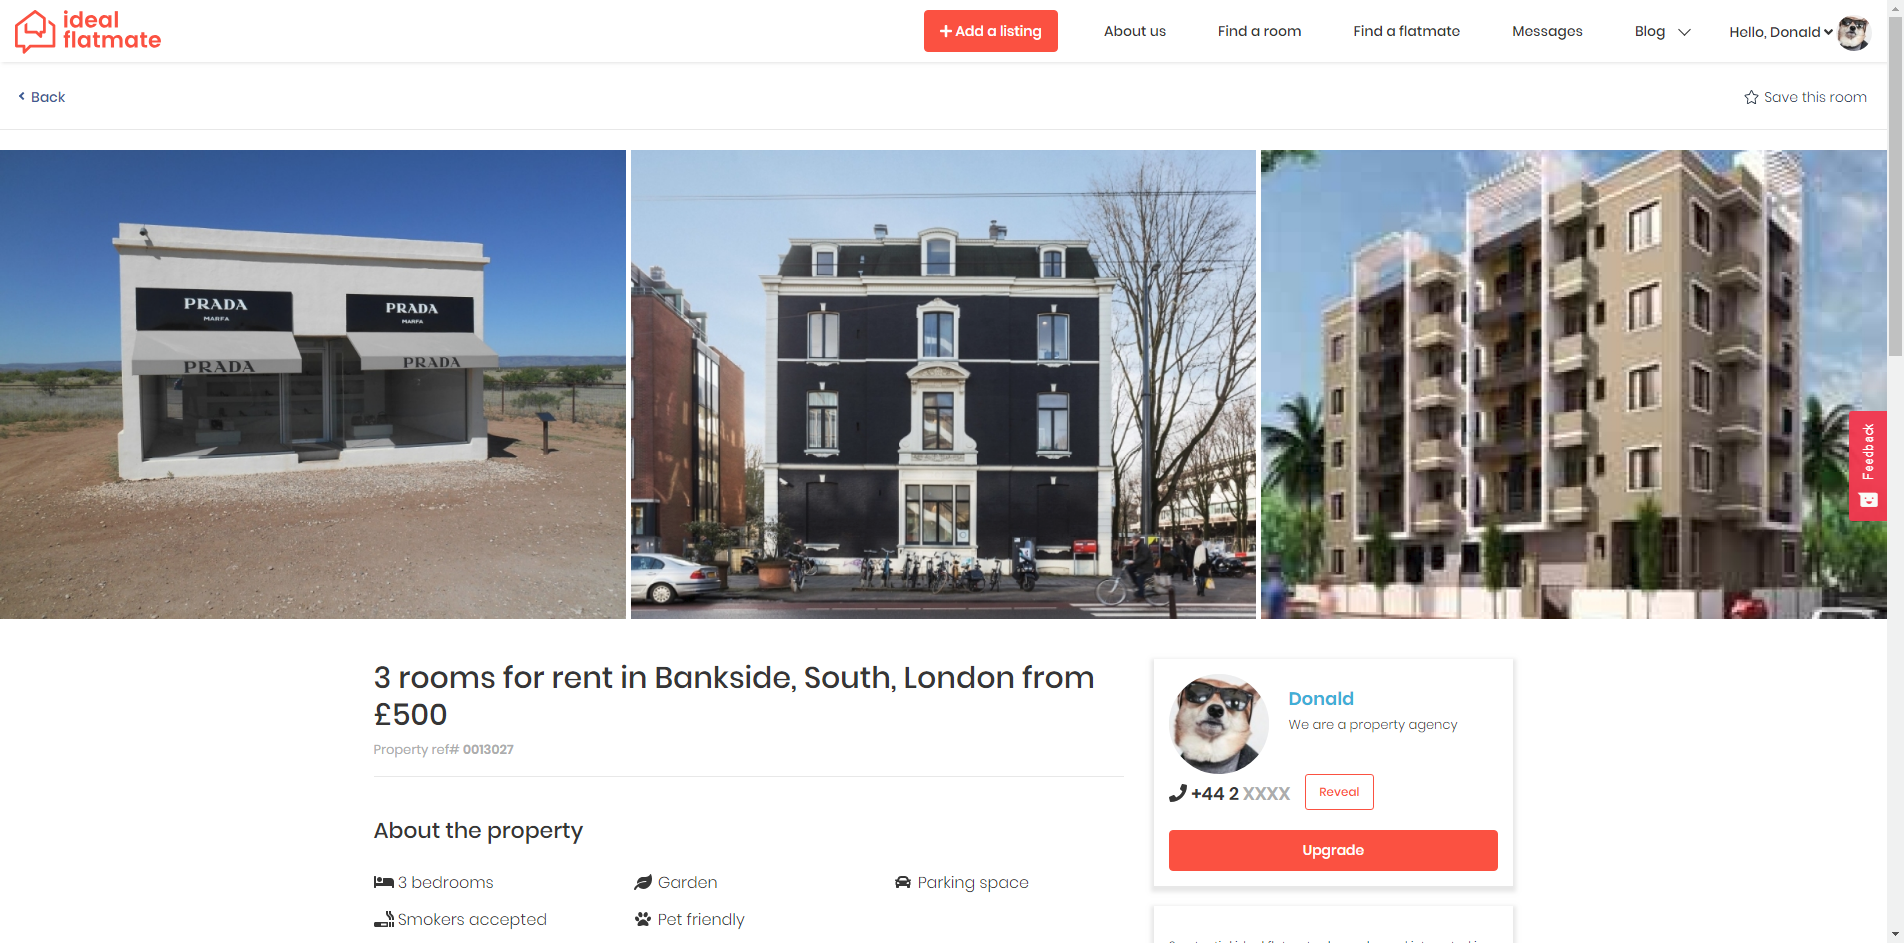 ideal
flatmate
Add a listing
About us
Find a room
Find a flatmate
Messages
Blog
Hello, Donald
Back
Save this room
PRADA
MARFA
PRADA
MARFA
PRADA
PRADA
Feedback
3 rooms for rent in Bankside, South, London from
£500
Property ref# 0013027
About the property
3 bedrooms
Garden
Parking space
Smokers accepted
Pet friendly
Donald
We are a property agency
+44 2 XXXX
Reveal
Upgrade